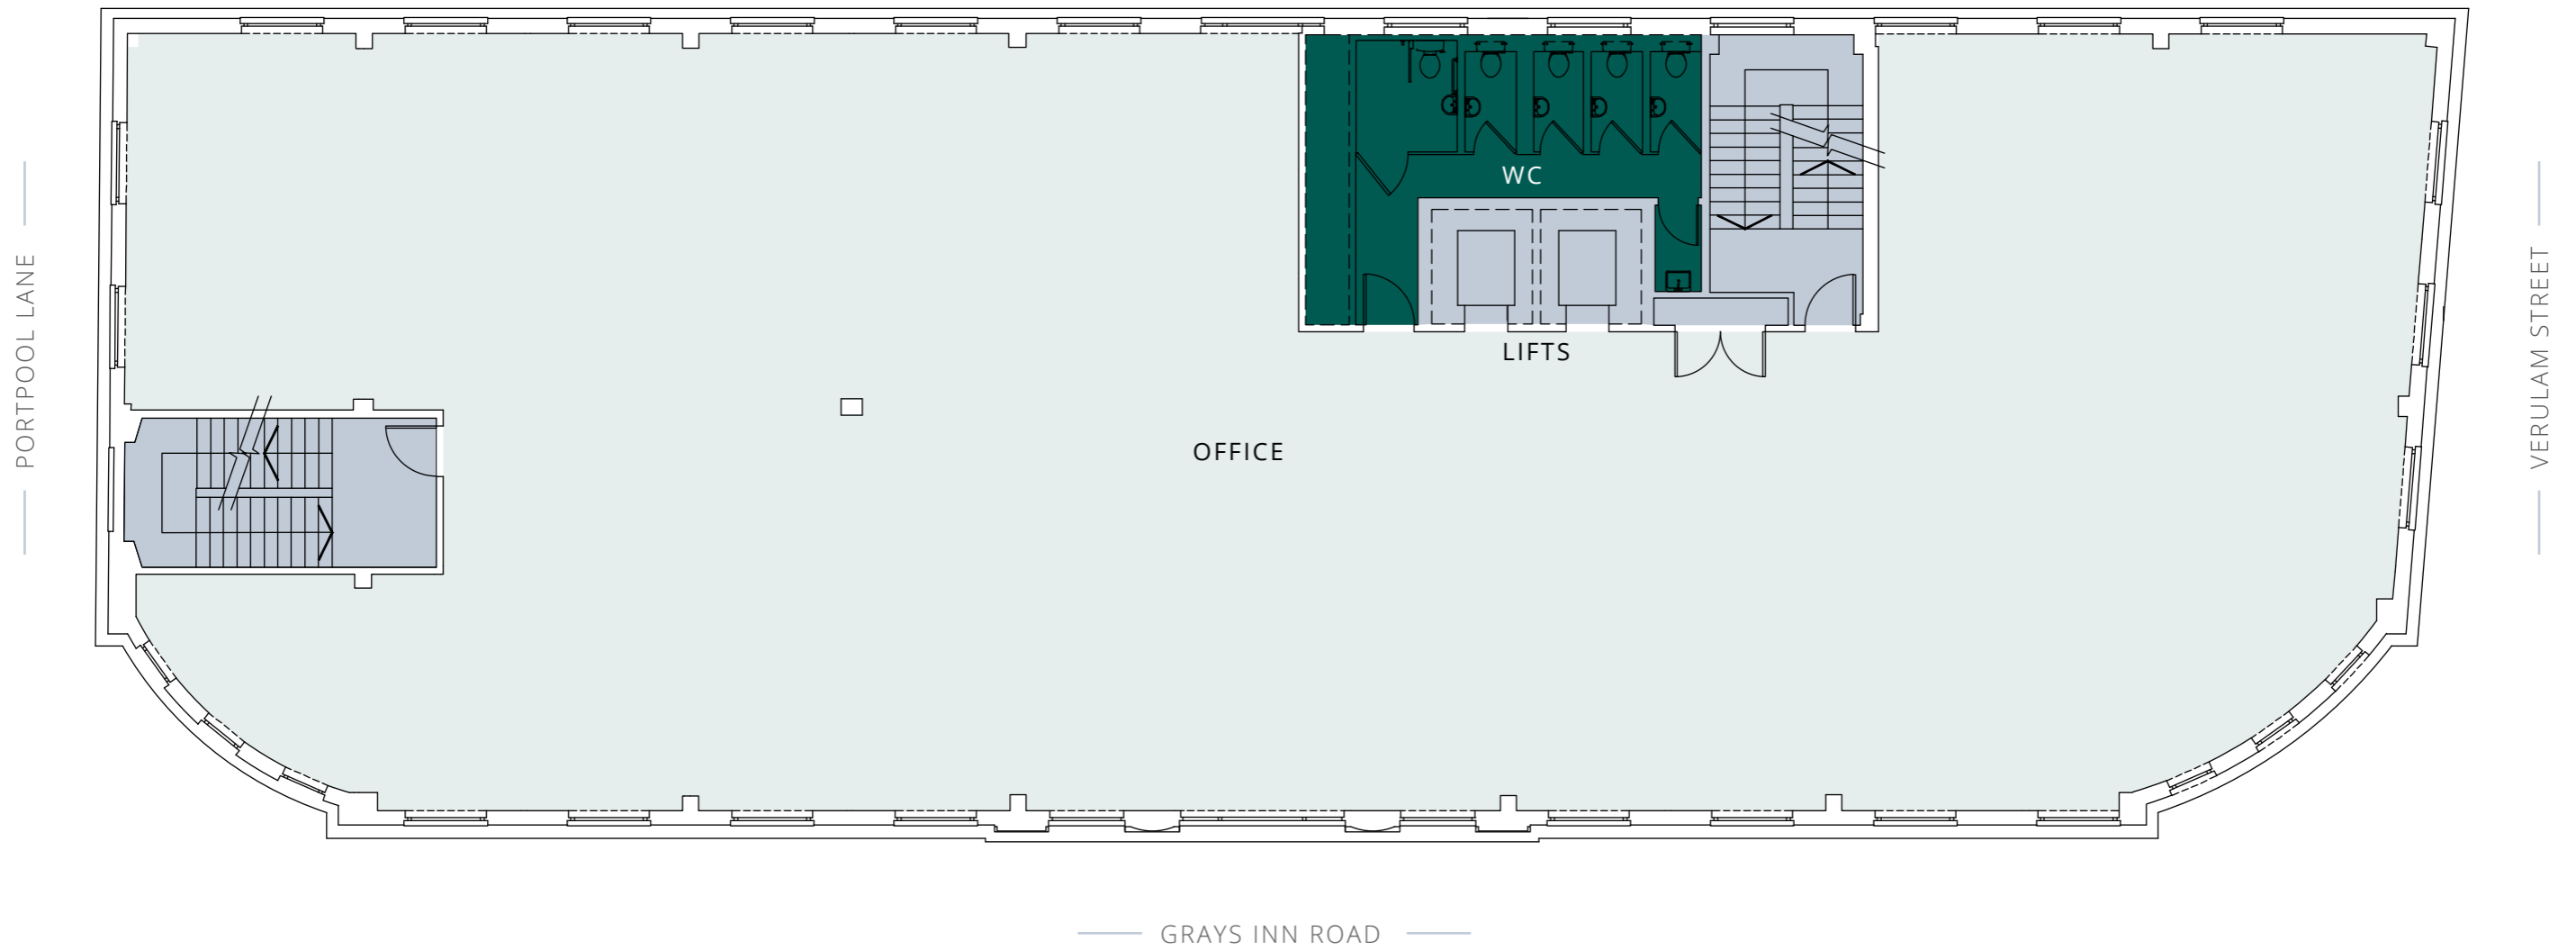 WC
LIFTS
OFFICE
PORTPOOL LANE
VERULAM STREET
GRAYS INN ROAD